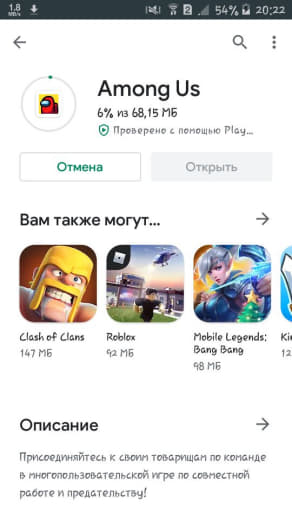 1.8 MB/s 2 54% 20:22
Among Us
6% из 68,15 МБ
Проверено с помощью Play...
Отмена Открыть
Вам также могут...
Clash of Clans Roblox Mobile Legends: Ki
147 МБ 92 МБ Bang Bang 12
98 МБ
Описание
Присоединяйтесь к своим товарищам по команде
в многопользовательской игре по совместной
работе и предательству!